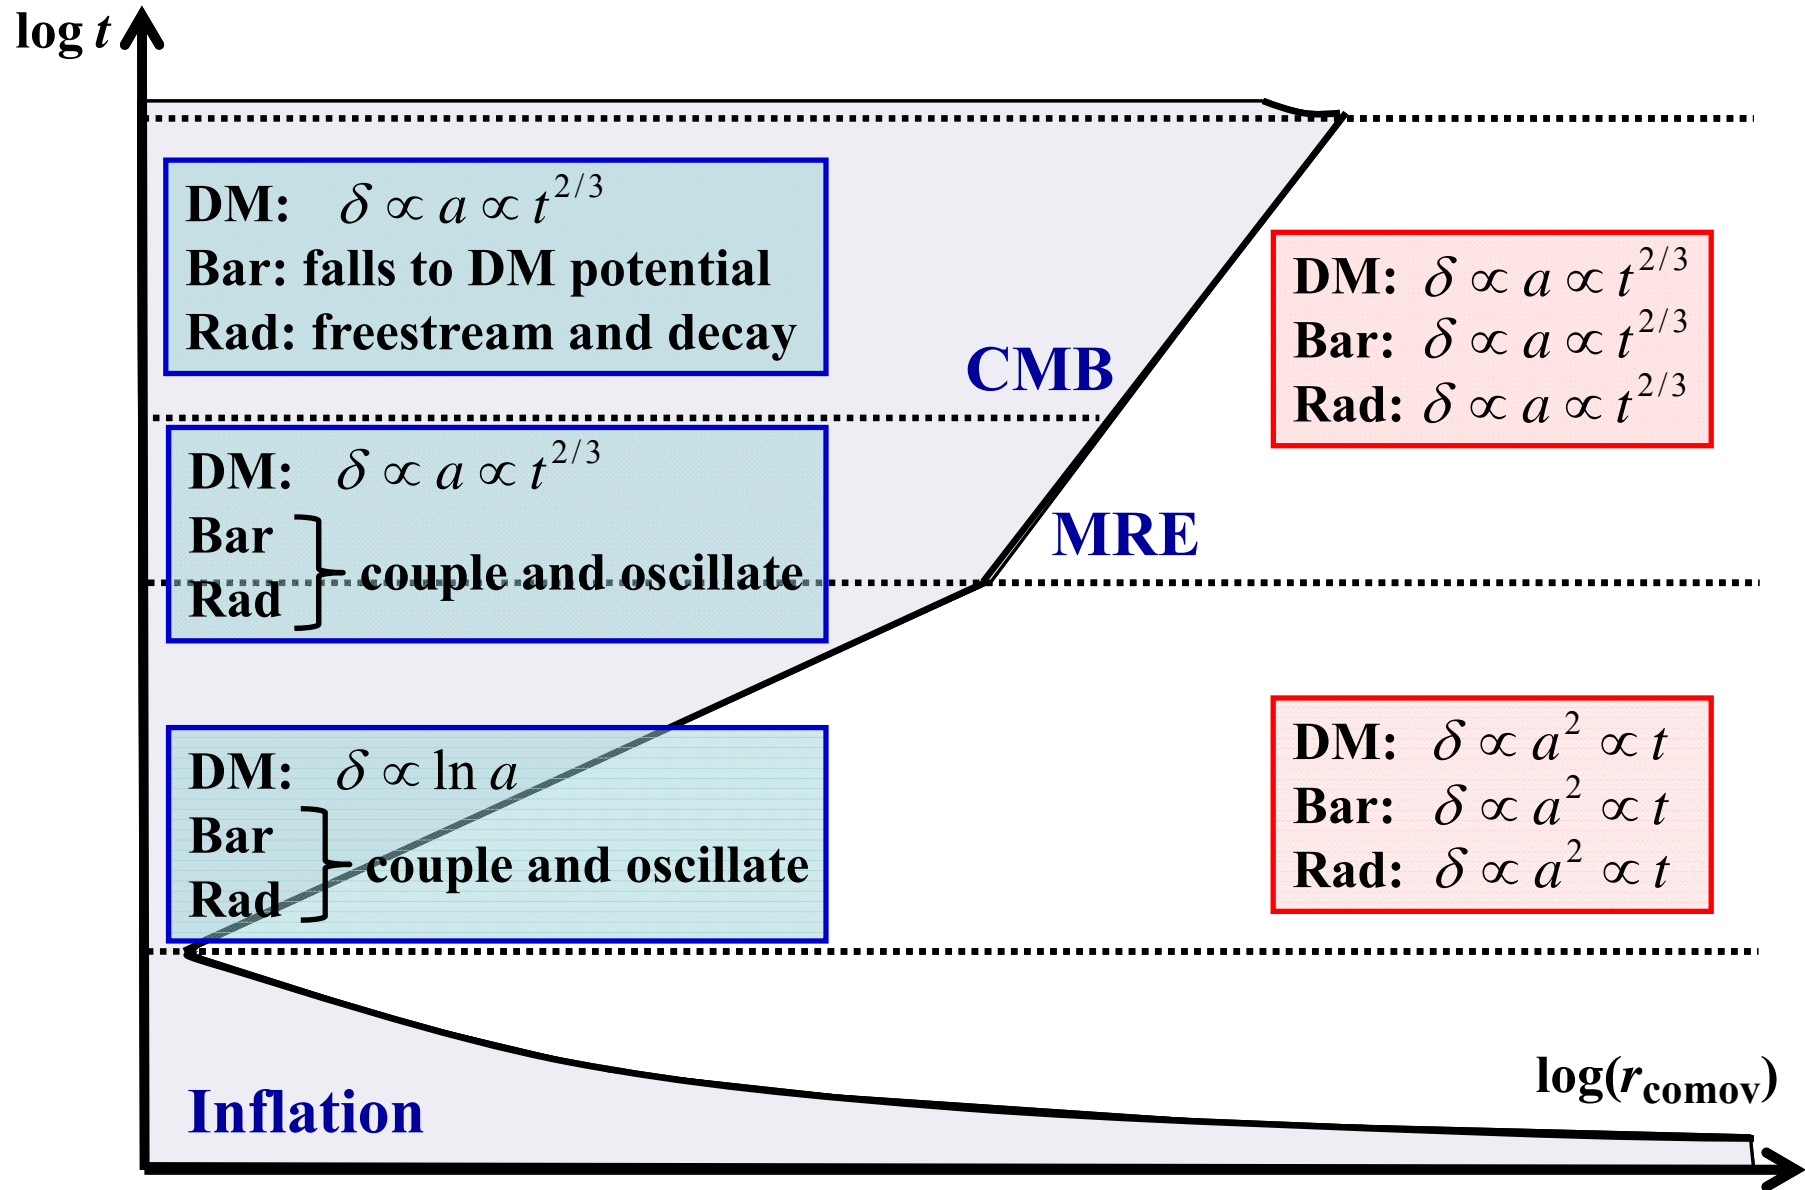 log t
DM: δ ∝ a ∝ t^{2/3}
Bar: falls to DM potential
Rad: freestream and decay
DM: δ ∝ a ∝ t^{2/3}
Bar: δ ∝ a ∝ t^{2/3}
Rad: δ ∝ a ∝ t^{2/3}
CMB
DM: δ ∝ a ∝ t^{2/3}
Bar
Rad
couple and oscillate
MRE
DM: δ ∝ ln a
Bar
Rad
couple and oscillate
DM: δ ∝ a^2 ∝ t
Bar: δ ∝ a^2 ∝ t
Rad: δ ∝ a^2 ∝ t
Inflation
log(r_comov)